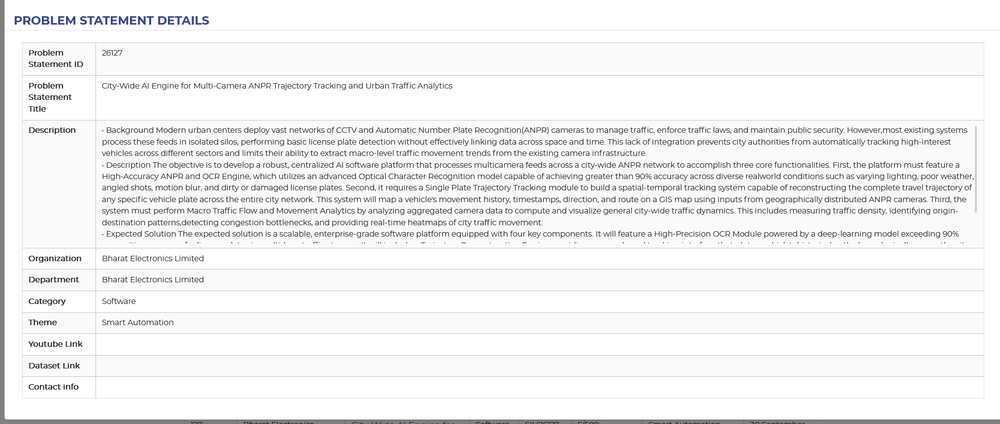 PROBLEM STATEMENT DETAILS
Problem
Statement ID
26127
Problem
Statement
Title
City-Wide AI Engine for Multi-Camera ANPR Trajectory Tracking and Urban Traffic Analytics
Description
• Background Modern urban centers deploy vast networks of CCTV and Automatic Number Plate Recognition(ANPR) cameras to manage traffic, enforce traffic laws, and maintain public security. However,most existing systems
process these feeds in isolated silos, performing basic license plate detection without effectively linking data across space and time. This lack of integration prevents city authorities from automatically tracking high-interest
vehicles across different sectors and limits their ability to extract macro-level traffic movement trends from the existing camera infrastructure.
• Description The objective is to develop a robust, centralized AI software platform that processes multicamera feeds across a city-wide ANPR network to accomplish three core functionalities. First, the platform must feature a
High-Accuracy ANPR and OCR Engine, which utilizes an advanced Optical Character Recognition model capable of achieving greater than 90% accuracy across diverse realworld conditions such as varying lighting, poor weather,
angled shots, motion blur, and dirty or damaged license plates. Second, it requires a Single Plate Trajectory Tracking module to build a spatial-temporal tracking system capable of reconstructing the complete travel trajectory of
any specific vehicle plate across the entire city network. This system will map a vehicle's movement history, timestamps, direction, and route on a GIS map using inputs from geographically distributed ANPR cameras. Third, the
system must perform Macro Traffic Flow and Movement Analytics by analyzing aggregated camera data to compute and visualize general city-wide traffic dynamics. This includes measuring traffic density, identifying origin-
destination patterns,detecting congestion bottlenecks, and providing real-time heatmaps of city traffic movement.
• Expected Solution The expected solution is a scalable, enterprise-grade software platform equipped with four key components. It will feature a High-Precision OCR Module powered by a deep-learning model exceeding 90%
Organization
Bharat Electronics Limited
Department
Bharat Electronics Limited
Category
Software
Theme
Smart Automation
Youtube Link
Dataset Link
Contact info
127 Bharat Electronics City-Wide AI Engine for Software SIH26127 5/500 Smart Automation 30 September